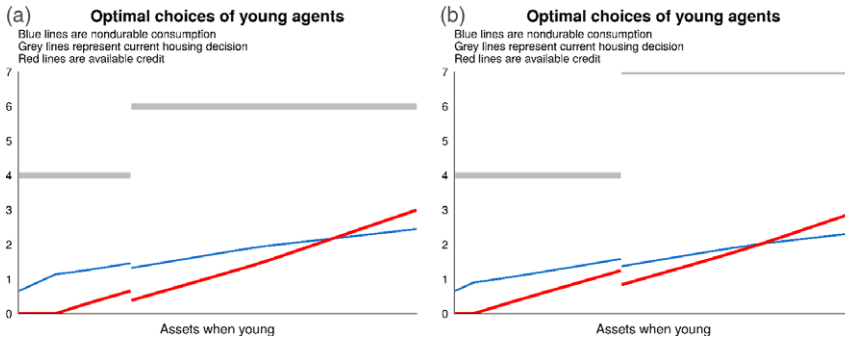 (a)
Optimal choices of young agents
Blue lines are nondurable consumption
Grey lines represent current housing decision
Red lines are available credit
7
6
5
4
3
2
1
0
Assets when young
(b)
Optimal choices of young agents
Blue lines are nondurable consumption
Grey lines represent current housing decision
Red lines are available credit
7
6
5
4
3
2
1
0
Assets when young